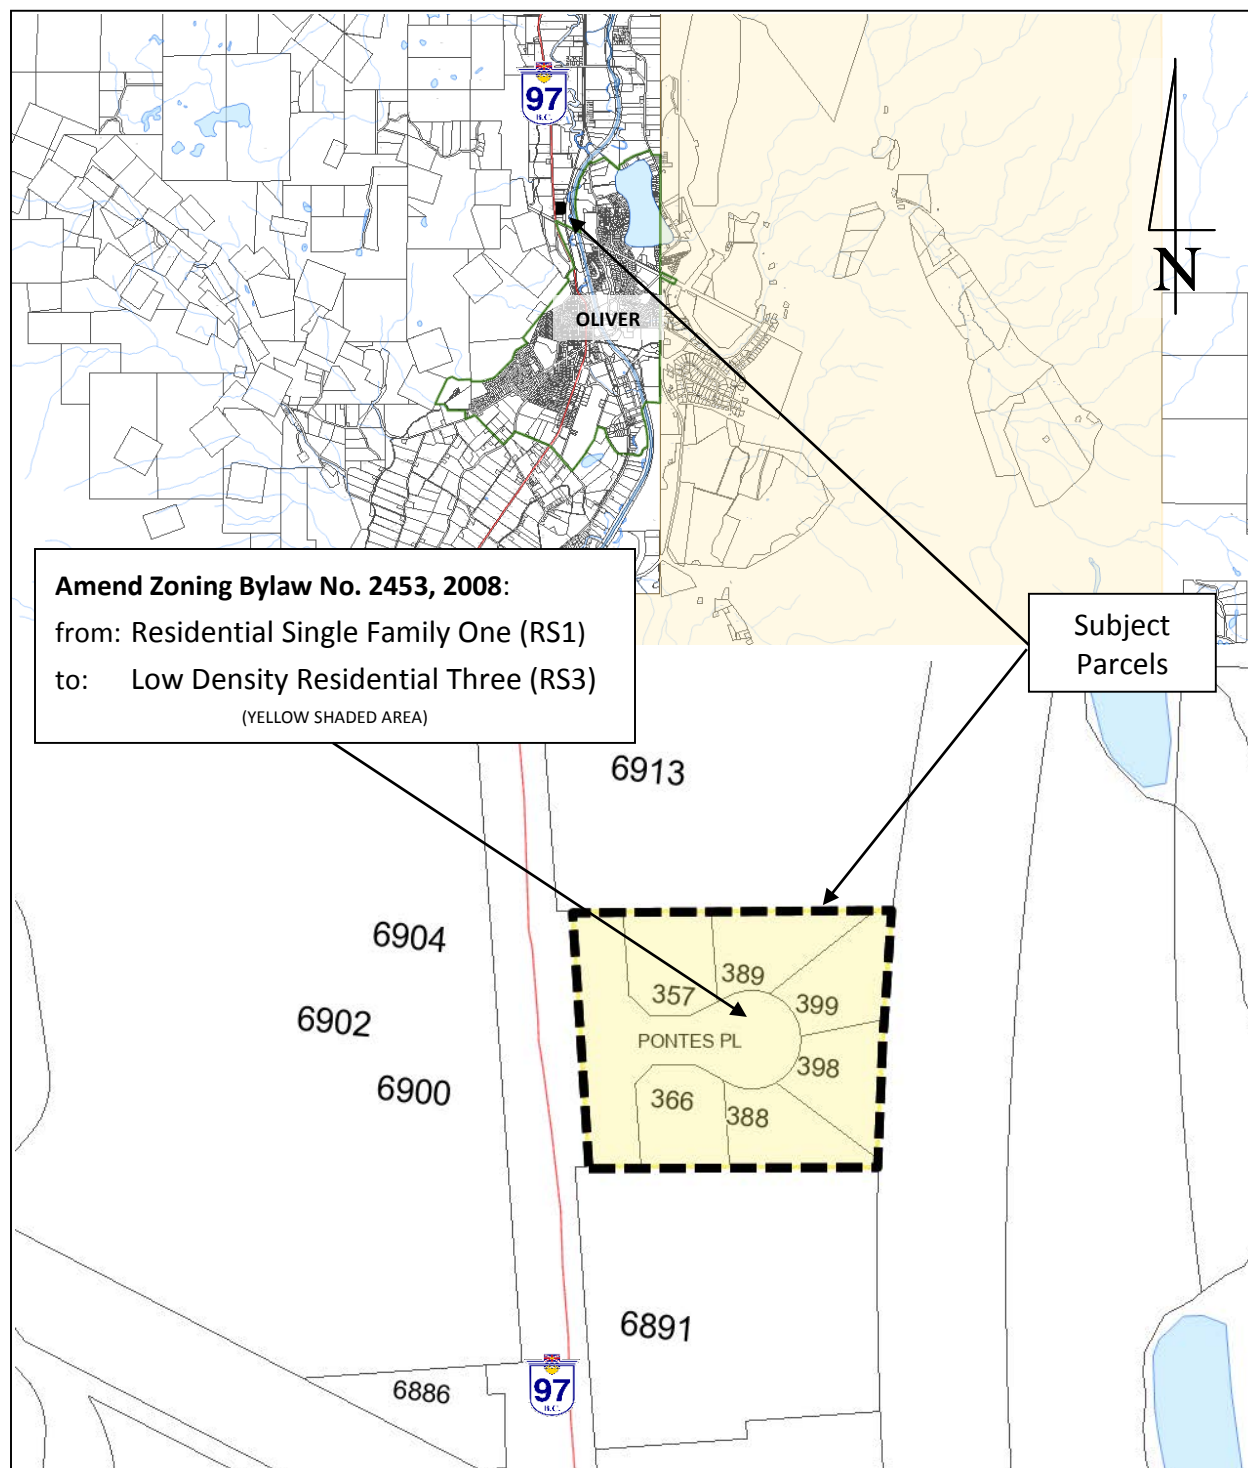 97
B.C.
N
OLIVER
Amend Zoning Bylaw No. 2453, 2008:
from: Residential Single Family One (RS1)
to: Low Density Residential Three (RS3)
(YELLOW SHADED AREA)
Subject
Parcels
6913
6904
389
357
399
6902
PONTES PL
398
6900
366
388
6891
97
B.C.
6886